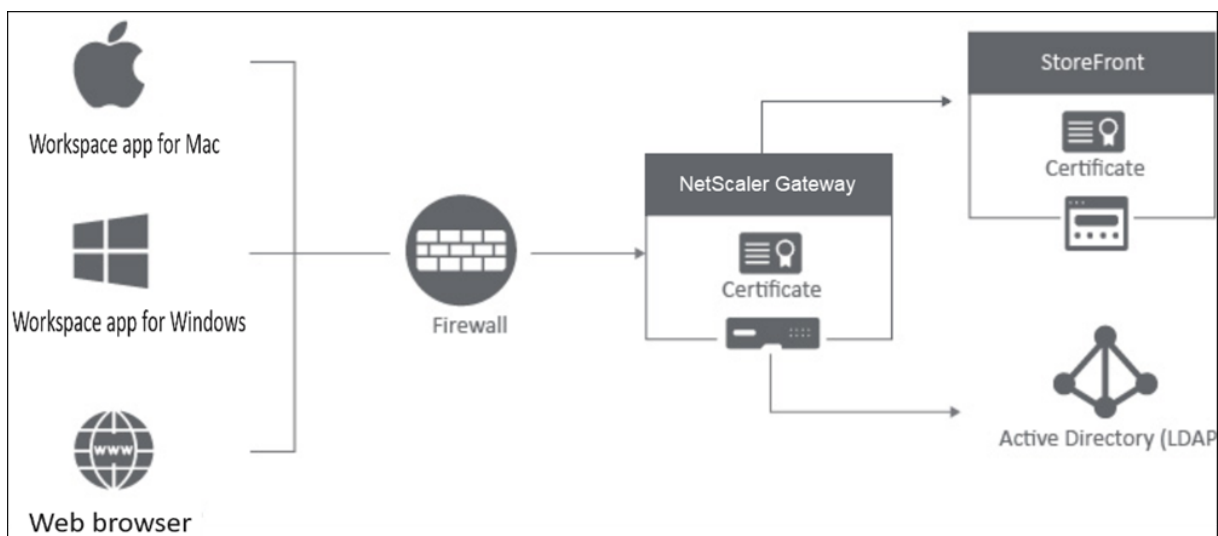 Workspace app for Mac
Workspace app for Windows
www
Web browser
Firewall
NetScaler Gateway
Certificate
StoreFront
Certificate
Active Directory (LDAP